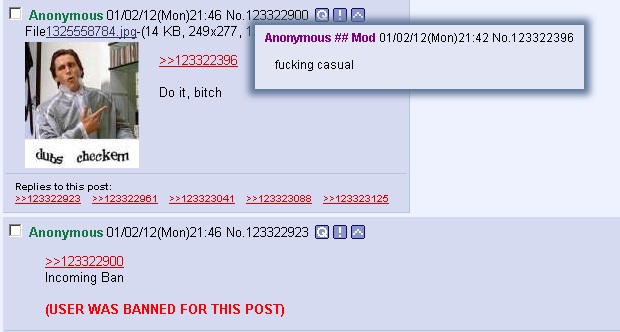 Anonymous 01/02/12(Mon)21:46 No.123322900
File1325558784.jpg-(14 KB, 249x277,
>>123322396
Do it, bitch
Anonymous ## Mod 01/02/12(Mon)21:42 No.123322396
fucking casual
dubs checkem
Replies to this post:
>>123322923 >>122322961 >>123323041 >>123323088 >>123323125
Anonymous 01/02/12(Mon)21:46 No.123322923
>>123322900
Incoming Ban
(USER WAS BANNED FOR THIS POST)